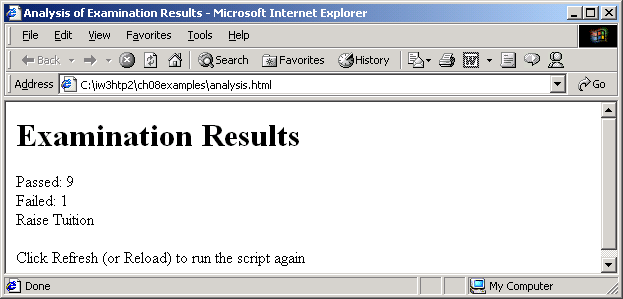 Analysis of Examination Results - Microsoft Internet Explorer
File Edit View Favorites Tools Help
Back Search Favorites History
Address C:\iw3htp2\ch08examples\analysis.html Go
Examination Results
Passed: 9
Failed: 1
Raise Tuition
Click Refresh (or Reload) to run the script again
Done My Computer